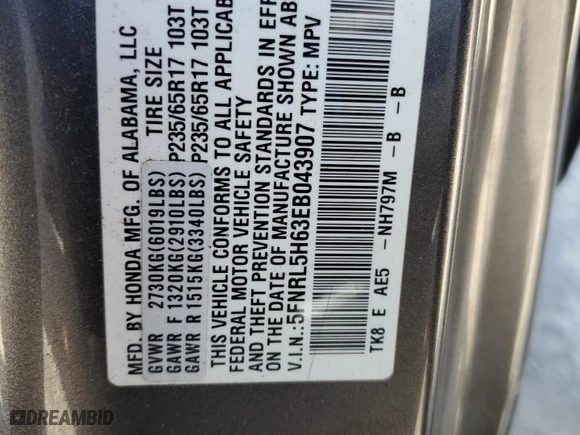 MFD. BY HONDA MFG. OF ALABAMA, LLC
TIRE SIZE
GVWR 2730KG(6019LBS)
GAWR F 1320KG(2910LBS) P235/65R17 103T
GAWR R 1515KG(3340LBS) P235/65R17 103T
THIS VEHICLE CONFORMS TO ALL APPLICAB
FEDERAL MOTOR VEHICLE SAFETY
AND THEFT PREVENTION STANDARDS IN EFF
ON THE DATE OF MANUFACTURE SHOWN AB
V.I.N.:5FNRL5H63EB043907 TYPE: MPV
TK8 E AE5 -NH797M -B -B
DREAMBID